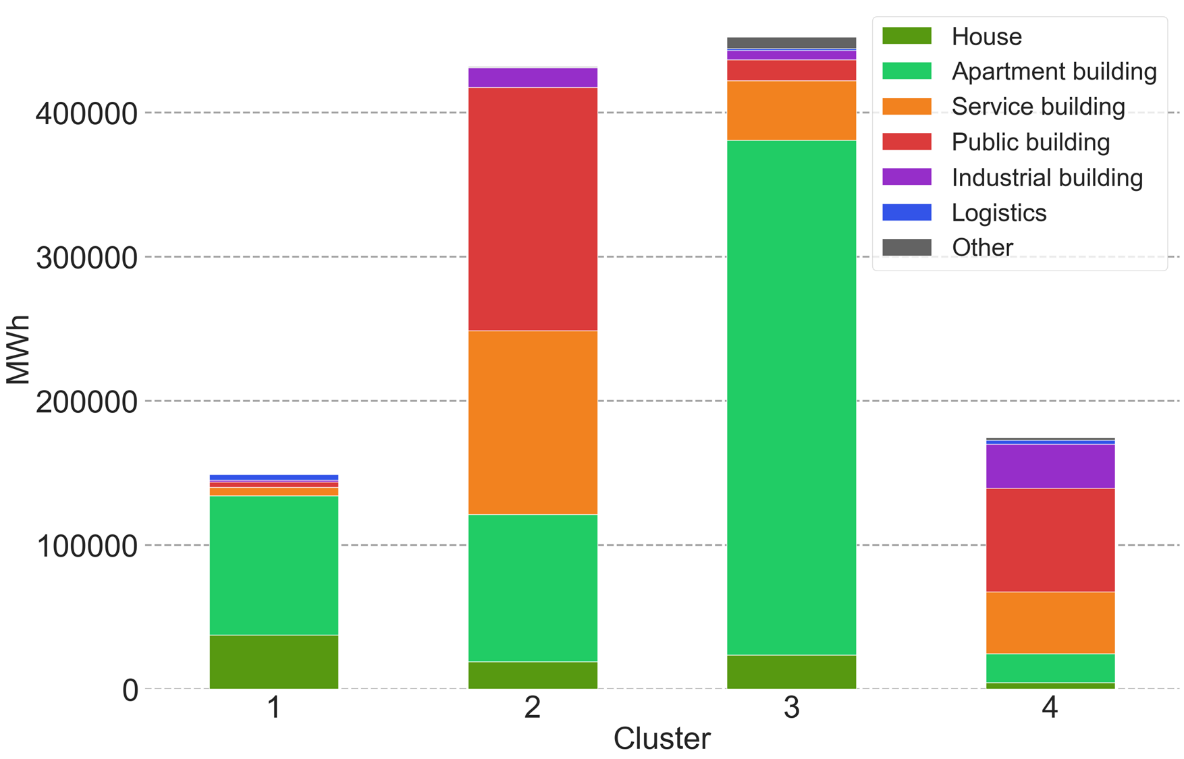 House
Apartment building
Service building
Public building
Industrial building
Logistics
Other
400000
300000
200000
100000
0
MWh
1 2 3 4
Cluster